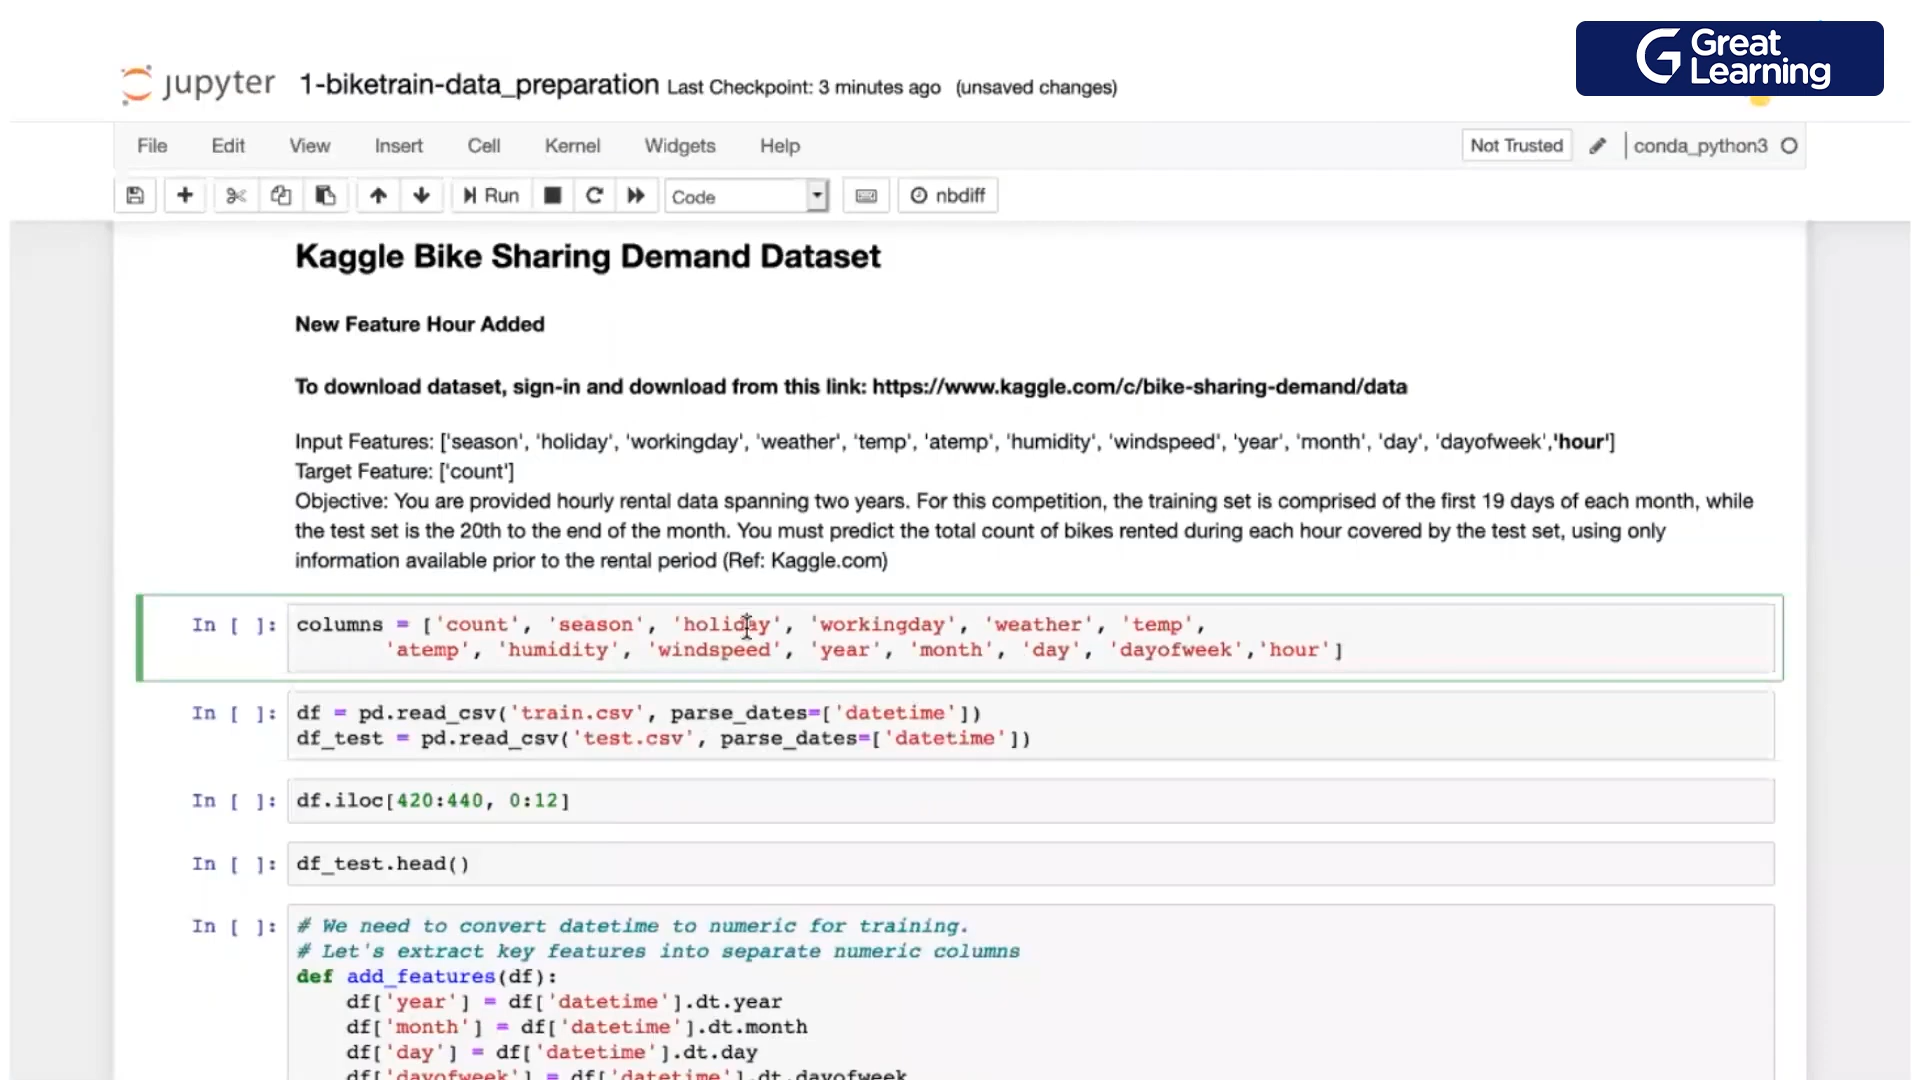 Great
Learning
jupyter 1-biketrain-data_preparation Last Checkpoint: 3 minutes ago (unsaved changes)
File Edit View Insert Cell Kernel Widgets Help Not Trusted conda_python3
Run Code nbdiff
Kaggle Bike Sharing Demand Dataset
New Feature Hour Added
To download dataset, sign-in and download from this link: https://www.kaggle.com/c/bike-sharing-demand/data
Input Features: ['season', 'holiday', 'workingday', 'weather', 'temp', 'atemp', 'humidity', 'windspeed', 'year', 'month', 'day', 'dayofweek','hour']
Target Feature: ['count']
Objective: You are provided hourly rental data spanning two years. For this competition, the training set is comprised of the first 19 days of each month, while
the test set is the 20th to the end of the month. You must predict the total count of bikes rented during each hour covered by the test set, using only
information available prior to the rental period (Ref: Kaggle.com)
In [ ]: columns = ['count', 'season', 'holiday', 'workingday', 'weather', 'temp',
'atemp', 'humidity', 'windspeed', 'year', 'month', 'day', 'dayofweek','hour']
In [ ]: df = pd.read_csv('train.csv', parse_dates=['datetime'])
df_test = pd.read_csv('test.csv', parse_dates=['datetime'])
In [ ]: df.iloc[420:440, 0:12]
In [ ]: df_test.head()
In [ ]: # We need to convert datetime to numeric for training.
# Let's extract key features into separate numeric columns
def add_features(df):
df['year'] = df['datetime'].dt.year
df['month'] = df['datetime'].dt.month
df['day'] = df['datetime'].dt.day
df['dayofweek'] = df['datetime'].dt.dayofweek